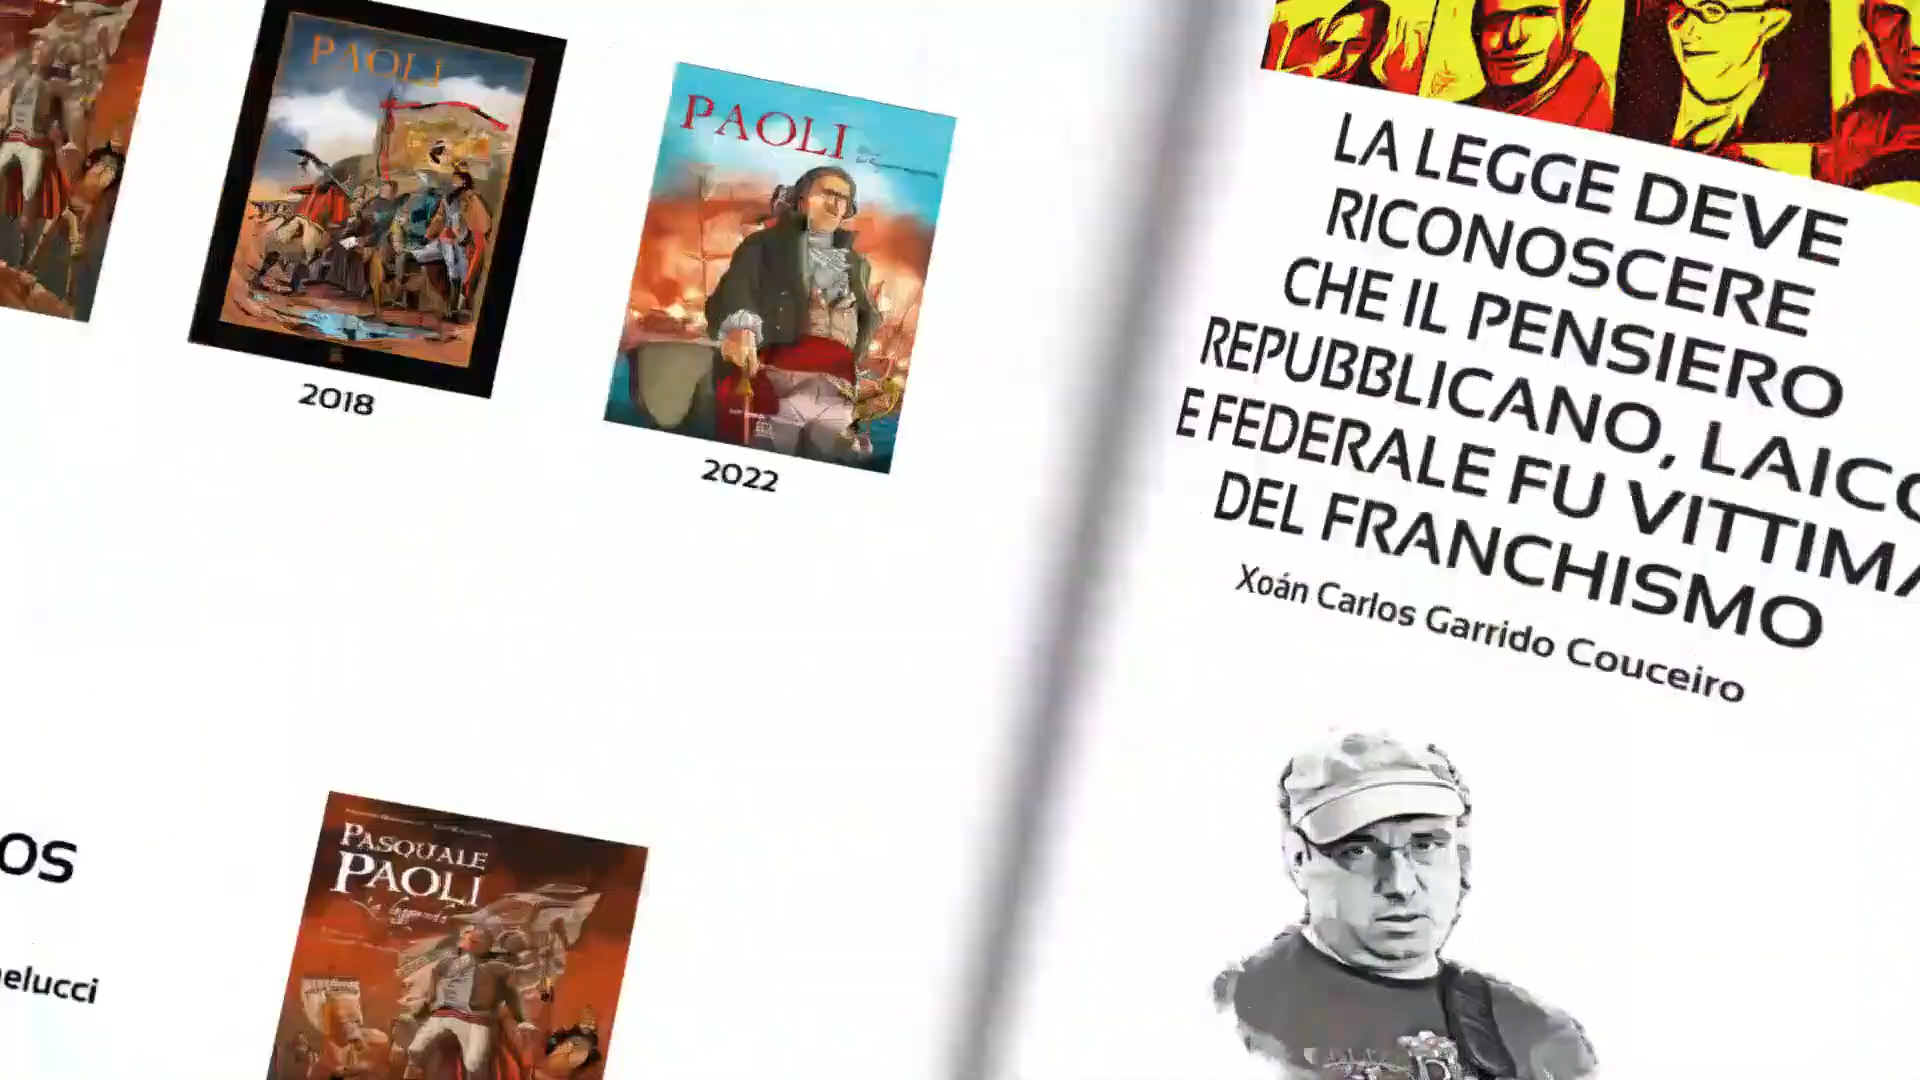 PAOLI
2018
PAOLI
2022
OS
elucci
PASQUALE
PAOLI
LA LEGGE DEVE
RICONOSCERE
CHE IL PENSIERO
REPUBBLICANO, LAICO
E FEDERALE FU VITTIMA
DEL FRANCHISMO
Xoán Carlos Garrido Couceiro